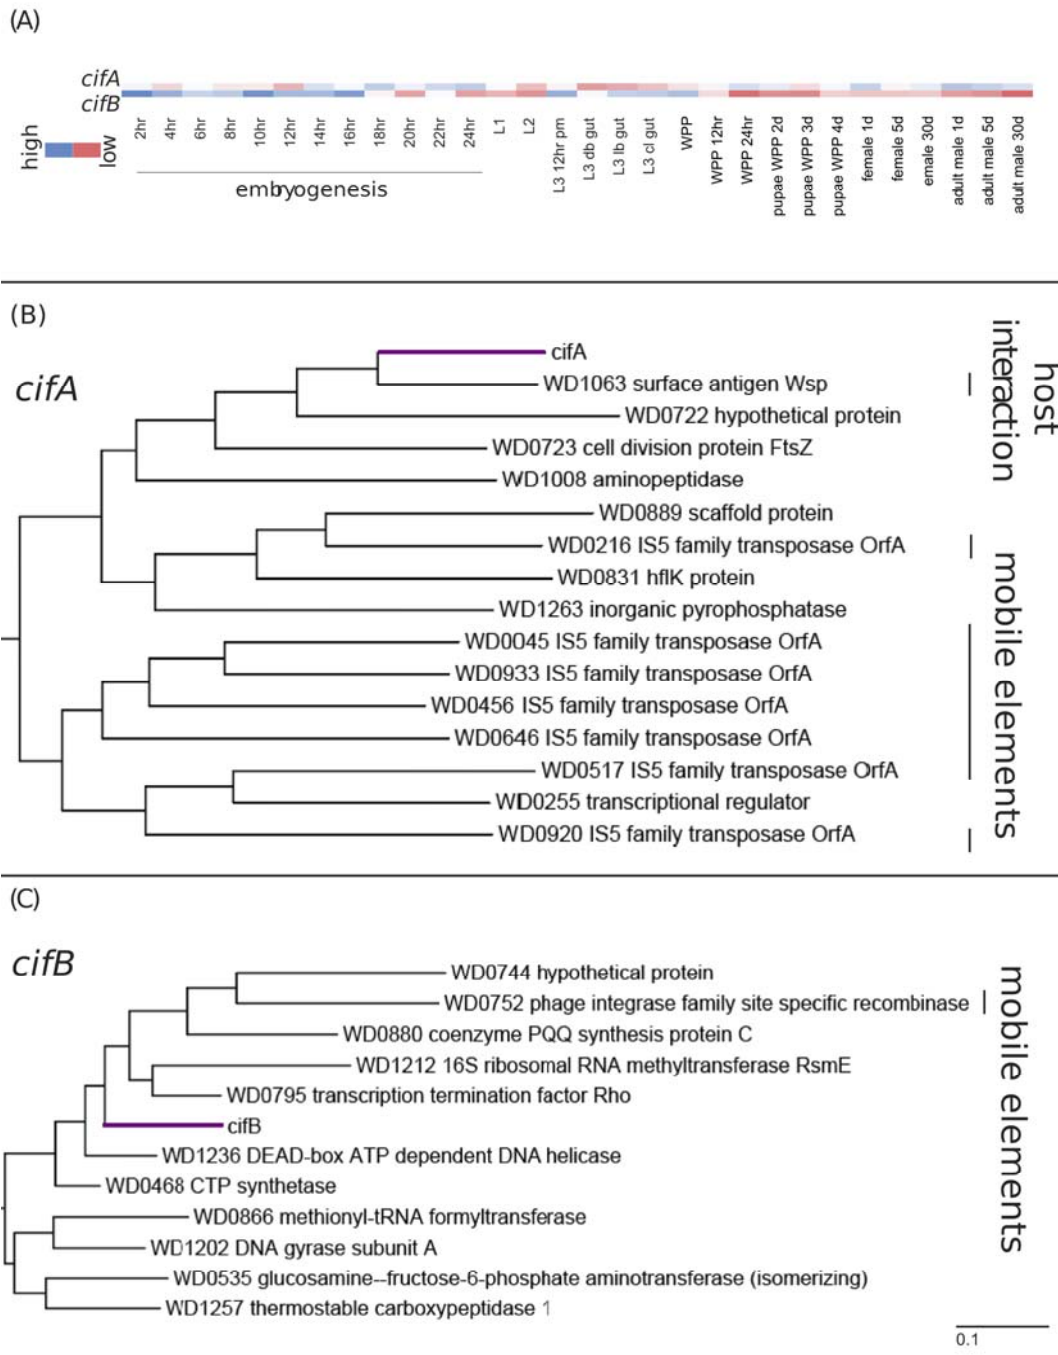 (A)
cifA
cifB
high
low
2hr
4hr
6hr
8hr
10hr
12hr
14hr
16hr
18hr
20hr
22hr
24hr
L1
L2
L3 12hr pm
L3 db gut
L3 lb gut
L3 cl gut
WPP
WPP 12hr
WPP 24hr
pupae WPP 2d
pupae WPP 3d
pupae WPP 4d
female 1d
female 5d
emale 30d
adult male 1d
adult male 5d
adult male 30d
embryogenesis
(B)
cifA
cifA
WD1063 surface antigen Wsp
WD0722 hypothetical protein
WD0723 cell division protein FtsZ
WD1008 aminopeptidase
host
interaction
WD0889 scaffold protein
WD0216 IS5 family transposase OrfA
WD0831 hflK protein
WD1263 inorganic pyrophosphatase
WD0045 IS5 family transposase OrfA
WD0933 IS5 family transposase OrfA
WD0456 IS5 family transposase OrfA
WD0646 IS5 family transposase OrfA
WD0517 IS5 family transposase OrfA
WD0255 transcriptional regulator
WD0920 IS5 family transposase OrfA
mobile elements
(C)
cifB
WD0744 hypothetical protein
WD0752 phage integrase family site specific recombinase
WD0880 coenzyme PQQ synthesis protein C
WD1212 16S ribosomal RNA methyltransferase RsmE
WD0795 transcription termination factor Rho
cifB
WD1236 DEAD-box ATP dependent DNA helicase
WD0468 CTP synthetase
WD0866 methionyl-tRNA formyltransferase
WD1202 DNA gyrase subunit A
WD0535 glucosamine--fructose-6-phosphate aminotransferase (isomerizing)
WD1257 thermostable carboxypeptidase 1
mobile elements
0.1